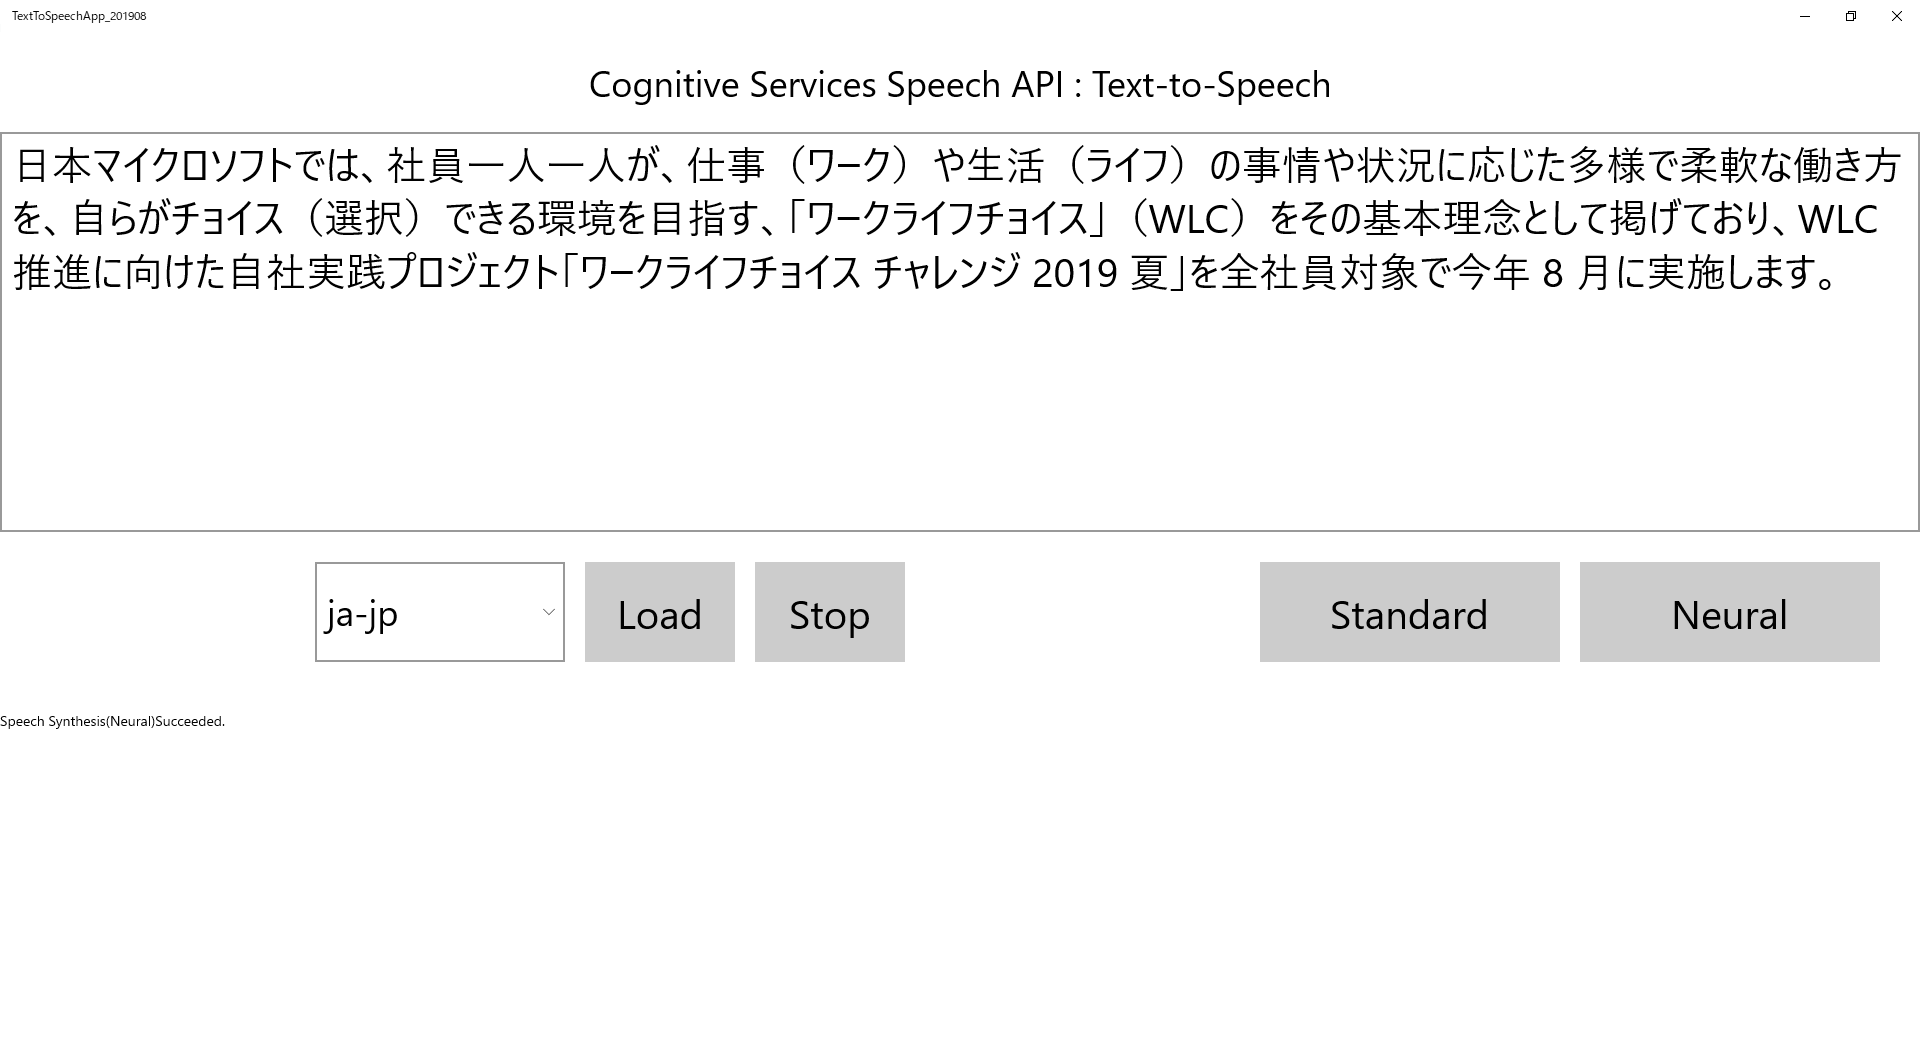 TextToSpeechApp_201908
Cognitive Services Speech API : Text-to-Speech
日本マイクロソフトでは、社員一人一人が、仕事（ワーク）や生活（ライフ）の事情や状況に応じた多様で柔軟な働き方
を、自らがチョイス（選択）できる環境を目指す、「ワークライフチョイス」（WLC）をその基本理念として掲げており、WLC
推進に向けた自社実践プロジェクト「ワークライフチョイス チャレンジ 2019 夏」を全社員対象で今年 8 月に実施します。
ja-jp
Load
Stop
Standard
Neural
Speech Synthesis(Neural)Succeeded.